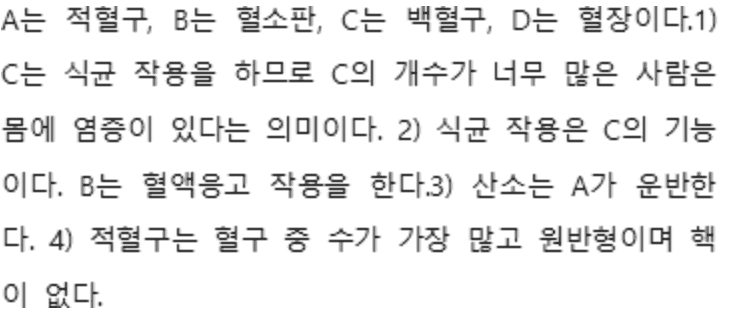 A는 적혈구, B는 혈소판, C는 백혈구, D는 혈장이다.1)
C는 식균 작용을 하므로 C의 개수가 너무 많은 사람은
몸에 염증이 있다는 의미이다. 2) 식균 작용은 C의 기능
이다. B는 혈액응고 작용을 한다.3) 산소는 A가 운반한
다. 4) 적혈구는 혈구 중 수가 가장 많고 원반형이며 핵
이 없다.